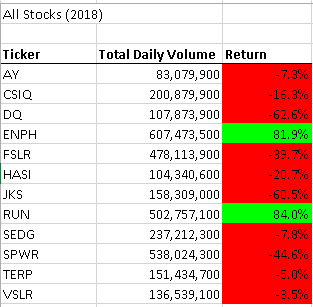 All Stocks (2018)
Ticker Total Daily Volume Return
AY 83,079,900 -7.3%
CSIQ 200,879,900 -16.3%
DQ 107,873,900 -62.6%
ENPH 607,473,500 81.9%
FSLR 478,113,900 -39.7%
HASI 104,340,600 -20.7%
JKS 158,309,000 -60.5%
RUN 502,757,100 84.0%
SEDG 237,212,300 -7.8%
SPWR 538,024,300 -44.6%
TERP 151,434,700 -5.0%
VSLR 136,539,100 -3.5%